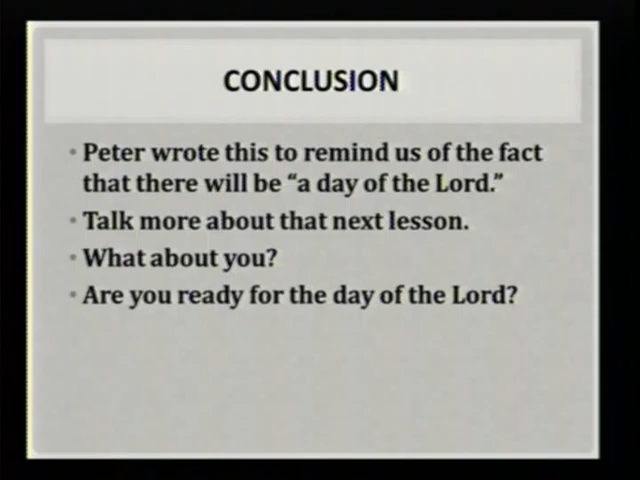 CONCLUSION
• Peter wrote this to remind us of the fact
that there will be “a day of the Lord.”
• Talk more about that next lesson.
• What about you?
• Are you ready for the day of the Lord?